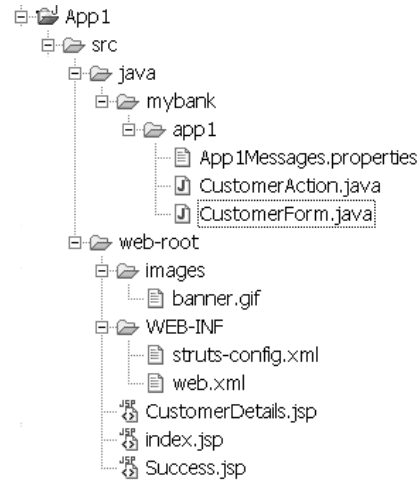 App1
src
java
mybank
app1
App1Messages.properties
CustomerAction.java
CustomerForm.java
web-root
images
banner.gif
WEB-INF
struts-config.xml
web.xml
CustomerDetails.jsp
index.jsp
Success.jsp